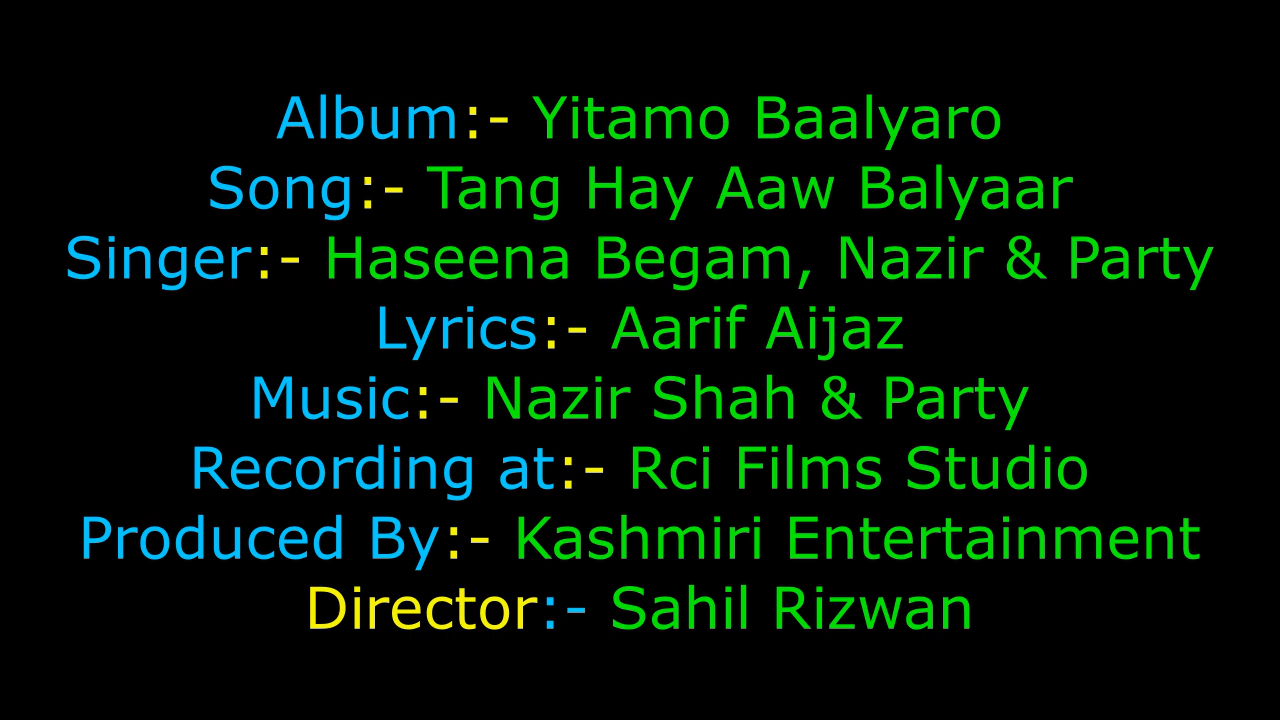 Album:- Yitamo Baalyaro
Song:- Tang Hay Aaw Balyaar
Singer:- Haseena Begam, Nazir & Party
Lyrics:- Aarif Aijaz
Music:- Nazir Shah & Party
Recording at:- Rci Films Studio
Produced By:- Kashmiri Entertainment
Director:- Sahil Rizwan